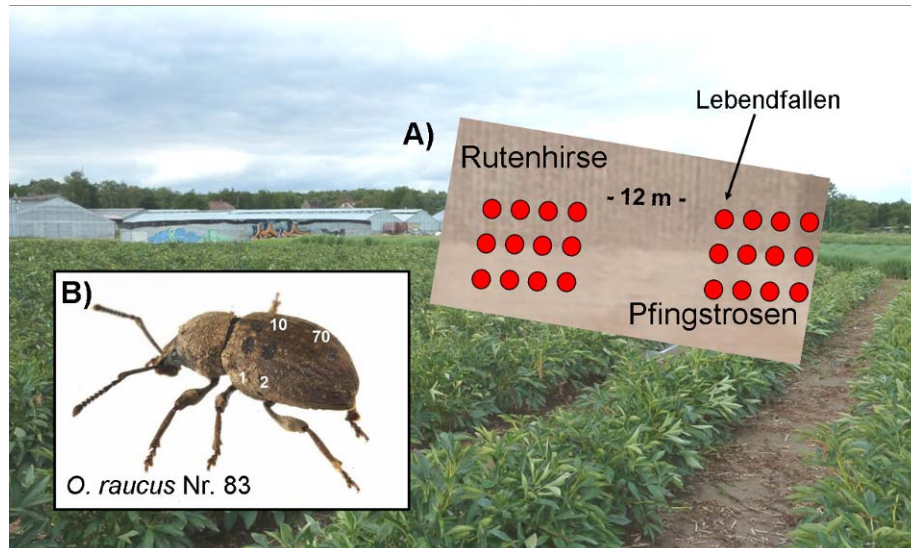 A)
Lebendfallen
Rutenhirse
- 12 m -
Pfingstrosen
B)
10
70
1
2
O. raucus Nr. 83